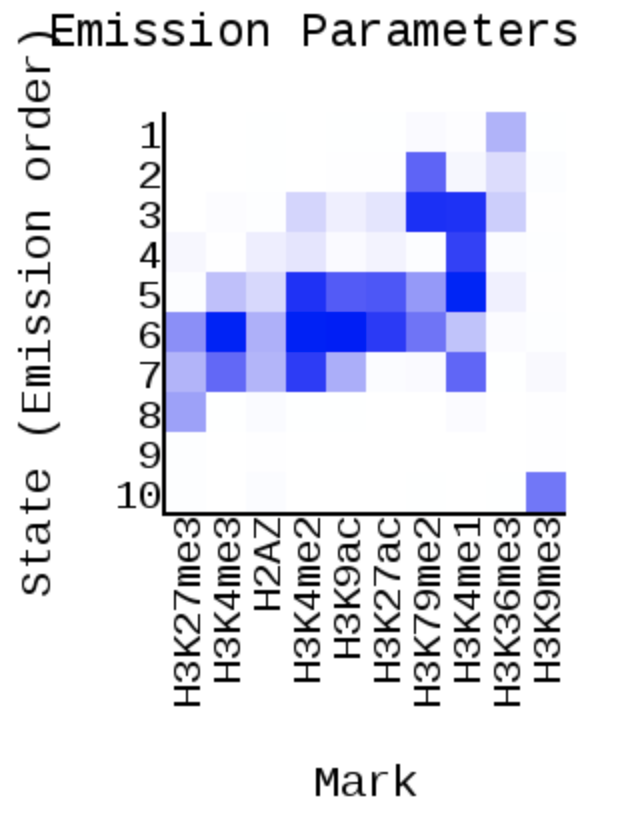 Emission Parameters
State (Emission order)
1
2
3
4
5
6
7
8
9
10
H3K27me3
H3K4me3
H2AZ
H3K4me2
H3K9ac
H3K27ac
H3K79me2
H3K4me1
H3K36me3
H3K9me3
Mark